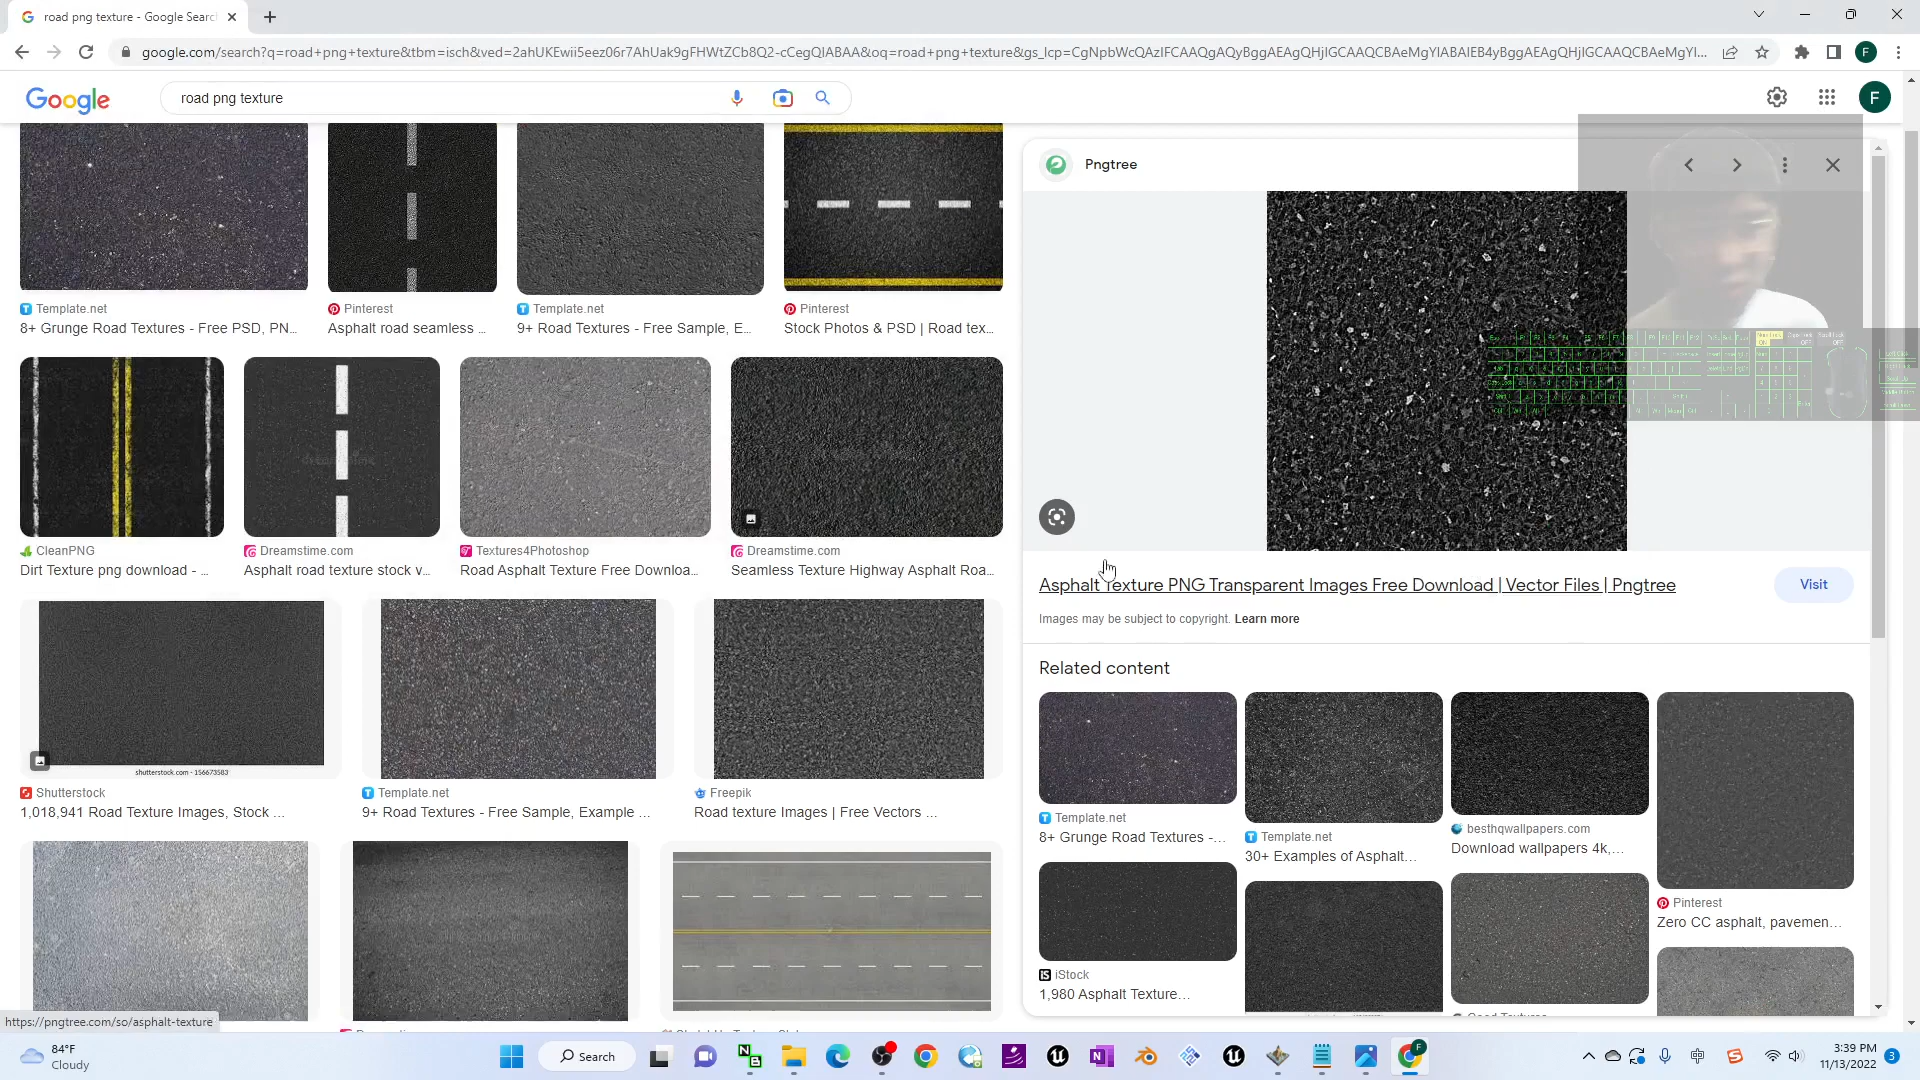 road png texture - Google Searc
google.com/search?q=road+png+texture&tbm=isch&ved=2ahUKEwii5eez06r7AhUak9gFHWtZCb8Q2-cCegQIABAA&oq=road+png+texture&gs_lcp=CgNpbWcQAzIFCAAQgAQyBggAEAgQHjIGCAAQCBAeMgYIABAIEB4yBggAEAgQHjIGCAAQCBAeMgYI...
F
Google
road png texture
F
Pngtree
Template.net
8+ Grunge Road Textures - Free PSD, PN...
Pinterest
Asphalt road seamless ...
Template.net
9+ Road Textures - Free Sample, E...
Pinterest
Stock Photos & PSD | Road tex...
CleanPNG
Dirt Texture png download - ...
Dreamstime.com
Asphalt road texture stock v...
Textures4Photoshop
Road Asphalt Texture Free Downloa...
Dreamstime.com
Seamless Texture Highway Asphalt Roa...
Asphalt Texture PNG Transparent Images Free Download | Vector Files | Pngtree
Visit
Images may be subject to copyright. Learn more
Related content
shutterstock.com · 156673583
Shutterstock
1,018,941 Road Texture Images, Stock ...
Template.net
9+ Road Textures - Free Sample, Example ...
Freepik
Road texture Images | Free Vectors ...
Template.net
8+ Grunge Road Textures -...
Template.net
30+ Examples of Asphalt...
besthqwallpapers.com
Download wallpapers 4k,...
Pinterest
Zero CC asphalt, pavemen...
iStock
1,980 Asphalt Texture...
https://pngtree.com/so/asphalt-texture
84°F
Cloudy
Search
中
3:39 PM
11/13/2022
3